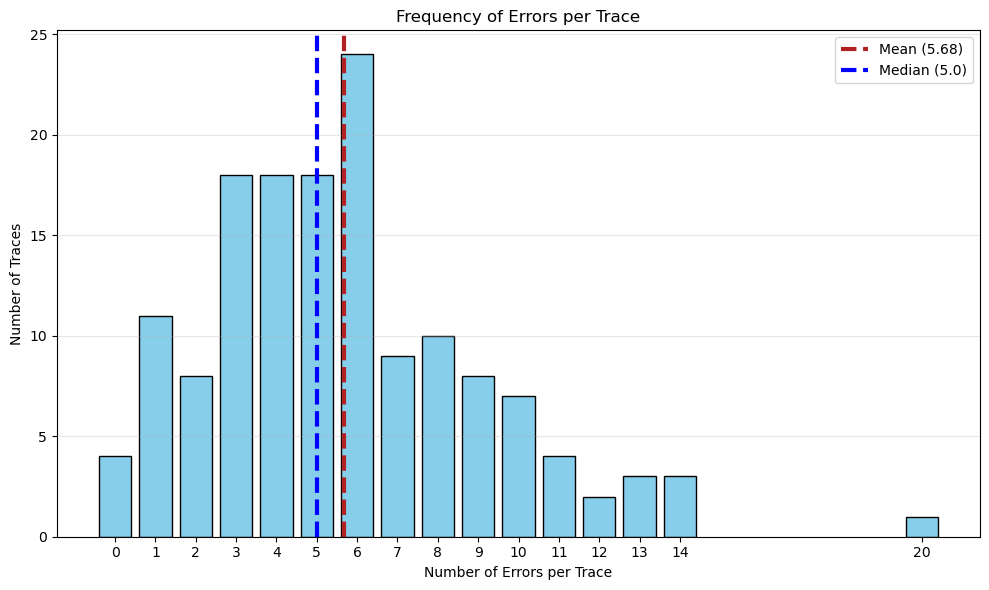 Frequency of Errors per Trace
Mean (5.68)
Median (5.0)
Number of Traces
25
20
15
10
5
0
0 1 2 3 4 5 6 7 8 9 10 11 12 13 14 20
Number of Errors per Trace